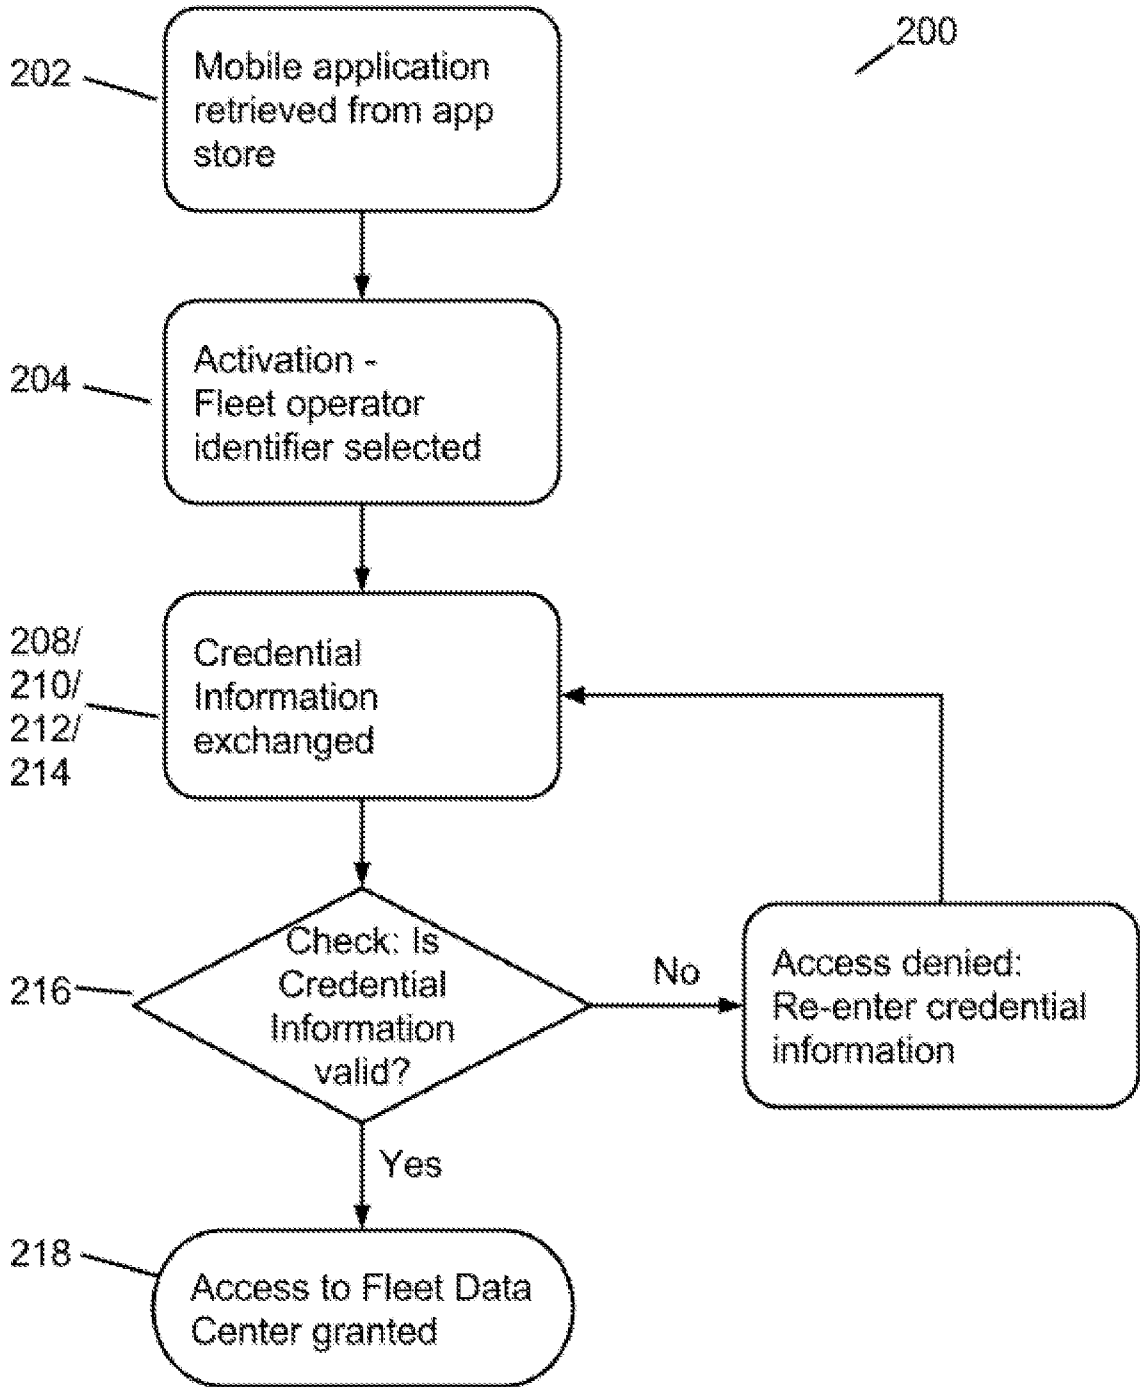 200
202
Mobile application
retrieved from app
store
204
Activation -
Fleet operator
identifier selected
208/
210/
212/
214
Credential
Information
exchanged
216
Check: Is
Credential
Information
valid?
No
Access denied:
Re-enter credential
information
Yes
218
Access to Fleet Data
Center granted